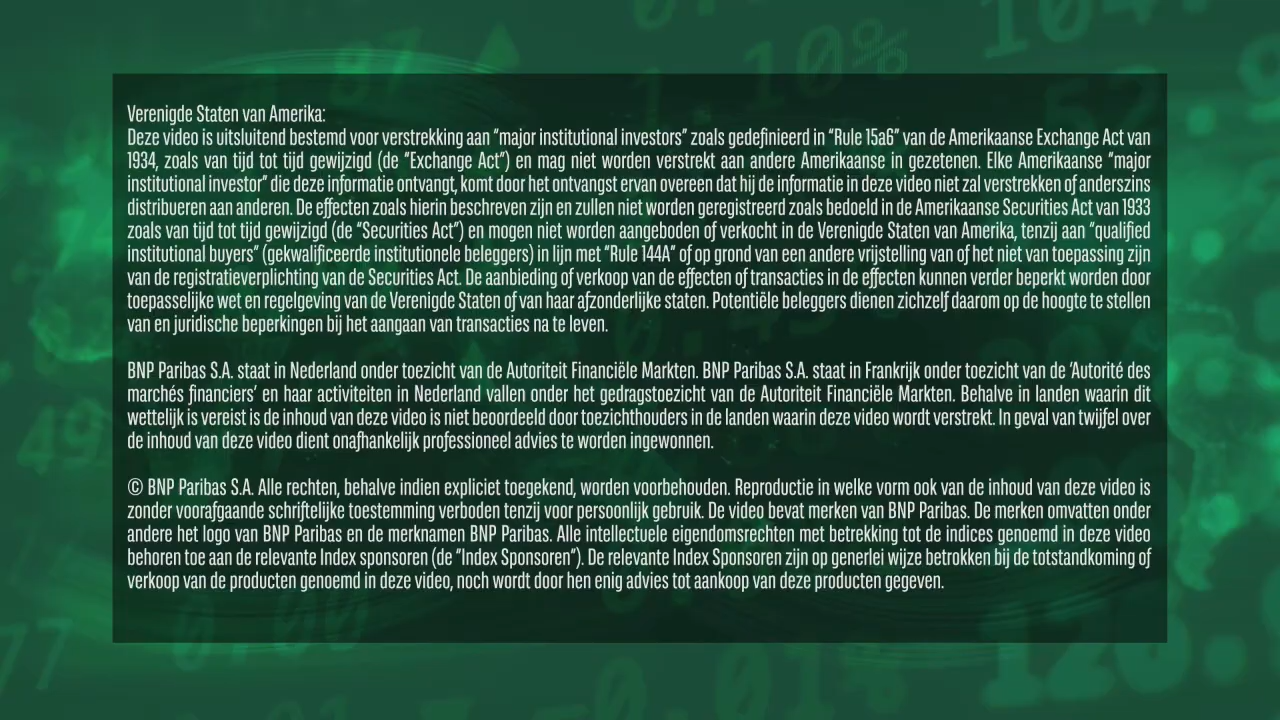 Verenigde Staten van Amerika:
Deze video is uitsluitend bestemd voor verstrekking aan "major institutional investors" zoals gedefinieerd in "Rule 15a6" van de Amerikaanse Exchange Act van
1934, zoals van tijd tot tijd gewijzigd (de "Exchange Act") en mag niet worden verstrekt aan andere Amerikaanse in gezetenen. Elke Amerikaanse "major
institutional investor" die deze informatie ontvangt, komt door het ontvangst ervan overeen dat hij de informatie in deze video niet zal verstrekken of anderszins
distribueren aan anderen. De effecten zoals hierin beschreven zijn en zullen niet worden geregistreerd zoals bedoeld in de Amerikaanse Securities Act van 1933
zoals van tijd tot tijd gewijzigd (de "Securities Act") en mogen niet worden aangeboden of verkocht in de Verenigde Staten van Amerika, tenzij aan "qualified
institutional buyers" (gekwalificeerde institutionele beleggers) in lijn met "Rule 144A" of op grond van een andere vrijstelling van of het niet van toepassing zijn
van de registratieverplichting van de Securities Act. De aanbieding of verkoop van de effecten of transacties in de effecten kunnen verder beperkt worden door
toepasselijke wet en regelgeving van de Verenigde Staten of van haar afzonderlijke staten. Potentiële beleggers dienen zichzelf daarom op de hoogte te stellen
van en juridische beperkingen bij het aangaan van transacties na te leven.
BNP Paribas S.A. staat in Nederland onder toezicht van de Autoriteit Financiële Markten. BNP Paribas S.A. staat in Frankrijk onder toezicht van de 'Autorité des
marchés financiers' en haar activiteiten in Nederland vallen onder het gedragstoezicht van de Autoriteit Financiële Markten. Behalve in landen waarin dit
wettelijk is vereist is de inhoud van deze video is niet beoordeeld door toezichthouders in de landen waarin deze video wordt verstrekt. In geval van twijfel over
de inhoud van deze video dient onafhankelijk professioneel advies te worden ingewonnen.
© BNP Paribas S.A. Alle rechten, behalve indien expliciet toegekend, worden voorbehouden. Reproductie in welke vorm ook van de inhoud van deze video is
zonder voorafgaande schriftelijke toestemming verboden tenzij voor persoonlijk gebruik. De video bevat merken van BNP Paribas. De merken omvatten onder
andere het logo van BNP Paribas en de merknamen BNP Paribas. Alle intellectuele eigendomsrechten met betrekking tot de indices genoemd in deze video
behoren toe aan de relevante Index sponsoren (de "Index Sponsoren"). De relevante Index Sponsoren zijn op generlei wijze betrokken bij de totstandkoming of
verkoop van de producten genoemd in deze video, noch wordt door hen enig advies tot aankoop van deze producten gegeven.